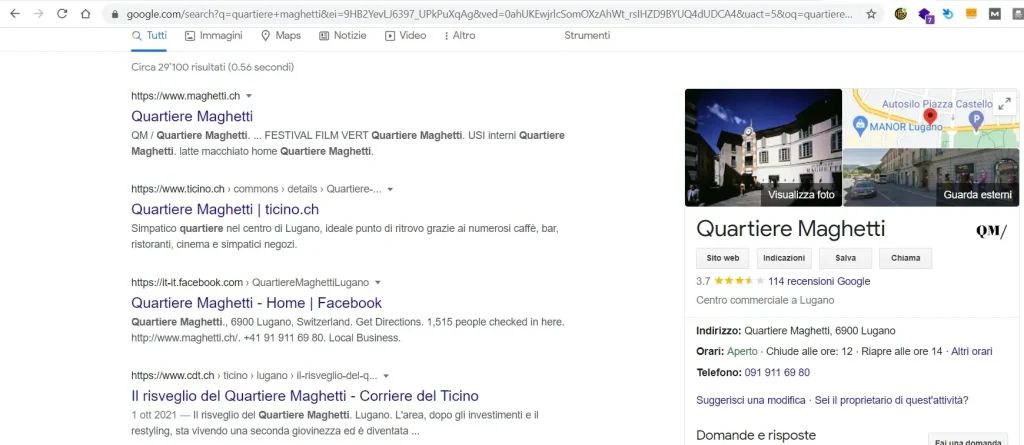 google.com/search?q=quartiere+maghetti&ei=9HB2YevLJ6397_UPkPuXqAg&ved=0ahUKEwjrlcSomOXzAhWt_rsIHZD9BYUQ4dUDCA4&uact=5&oq=quartiere...
7
Tutti Immagini Maps Notizie Video Altro Strumenti
Circa 29'100 risultati (0.56 secondi)
https://www.maghetti.ch
Quartiere Maghetti
QM / Quartiere Maghetti. ... FESTIVAL FILM VERT Quartiere Maghetti. USI interni Quartiere
Maghetti. latte macchiato home Quartiere Maghetti.
https://www.ticino.ch › commons › details › Quartiere-...
Quartiere Maghetti | ticino.ch
Simpatico quartiere nel centro di Lugano, ideale punto di ritrovo grazie ai numerosi caffè, bar,
ristoranti, cinema e simpatici negozi.
https://it-it.facebook.com › QuartiereMaghettiLugano
Quartiere Maghetti - Home | Facebook
Quartiere Maghetti., 6900 Lugano, Switzerland. Get Directions. 1,515 people checked in here.
http://www.maghetti.ch/. +41 91 911 69 80. Local Business.
https://www.cdt.ch › ticino › lugano › il-risveglio-del-q...
Il risveglio del Quartiere Maghetti - Corriere del Ticino
1 ott 2021 — Il risveglio del Quartiere Maghetti. Lugano. L'area, dopo gli investimenti e il
restyling, sta vivendo una seconda giovinezza ed è diventata ...
Autosilo Piazza Castello
MANOR Lugano
P
Visualizza foto
Guarda esterni
Quartiere Maghetti
QM/
Sito web Indicazioni Salva Chiama
3.7 114 recensioni Google
Centro commerciale a Lugano
Indirizzo: Quartiere Maghetti, 6900 Lugano
Orari: Aperto · Chiude alle ore: 12 · Riapre alle ore 14 · Altri orari
Telefono: 091 911 69 80
Suggerisci una modifica · Sei il proprietario di quest'attività?
Domande e risposte
Fai una domanda